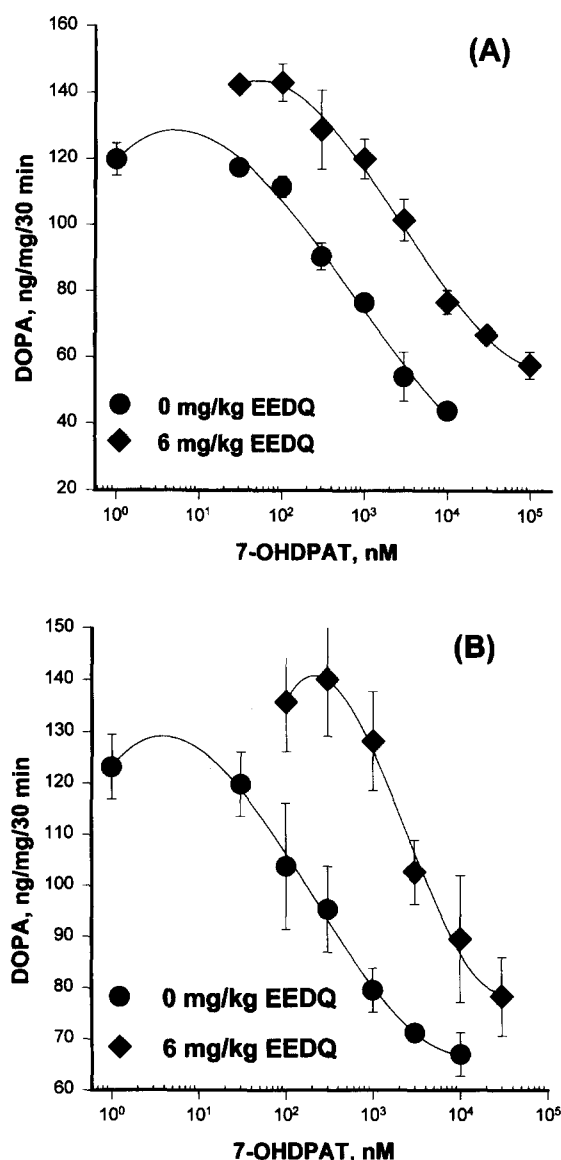 (A)
160
140
120
100
80
60
40
20
DOPA, ng/mg/30 min
0 mg/kg EEDQ
6 mg/kg EEDQ
10⁰ 10¹ 10² 10³ 10⁴ 10⁵
7-OHDPAT, nM
(B)
150
140
130
120
110
100
90
80
70
60
DOPA, ng/mg/30 min
0 mg/kg EEDQ
6 mg/kg EEDQ
10⁰ 10¹ 10² 10³ 10⁴ 10⁵
7-OHDPAT, nM